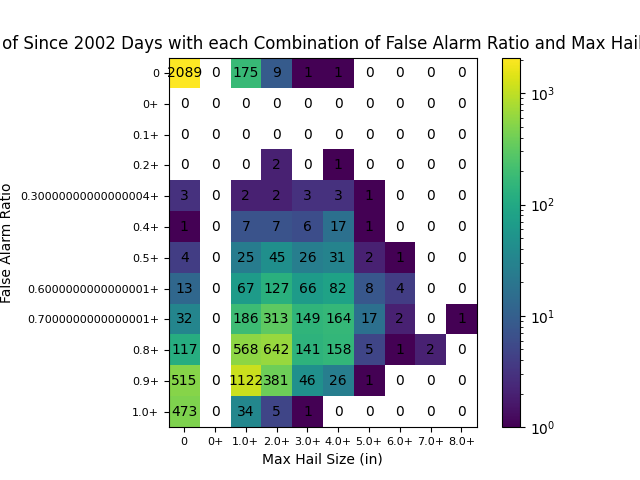 of Since 2002 Days with each Combination of False Alarm Ratio and Max Hail
0 2089 0 175 9 1 1 0 0 0 0
0+ 0 0 0 0 0 0 0 0 0 0
0.1+ 0 0 0 0 0 0 0 0 0 0
0.2+ 0 0 0 2 0 1 0 0 0 0
0.30000000000000004+ 3 0 2 2 3 3 1 0 0 0
0.4+ 1 0 7 7 6 17 1 0 0 0
0.5+ 4 0 25 45 26 31 2 1 0 0
0.6000000000000001+ 13 0 67 127 66 82 8 4 0 0
0.7000000000000001+ 32 0 186 313 149 164 17 2 0 1
0.8+ 117 0 568 642 141 158 5 1 2 0
0.9+ 515 0 1122 381 46 26 1 0 0 0
1.0+ 473 0 34 5 1 0 0 0 0 0
0 0+ 1.0+ 2.0+ 3.0+ 4.0+ 5.0+ 6.0+ 7.0+ 8.0+
Max Hail Size (in)
False Alarm Ratio
10³
10²
10¹
10⁰